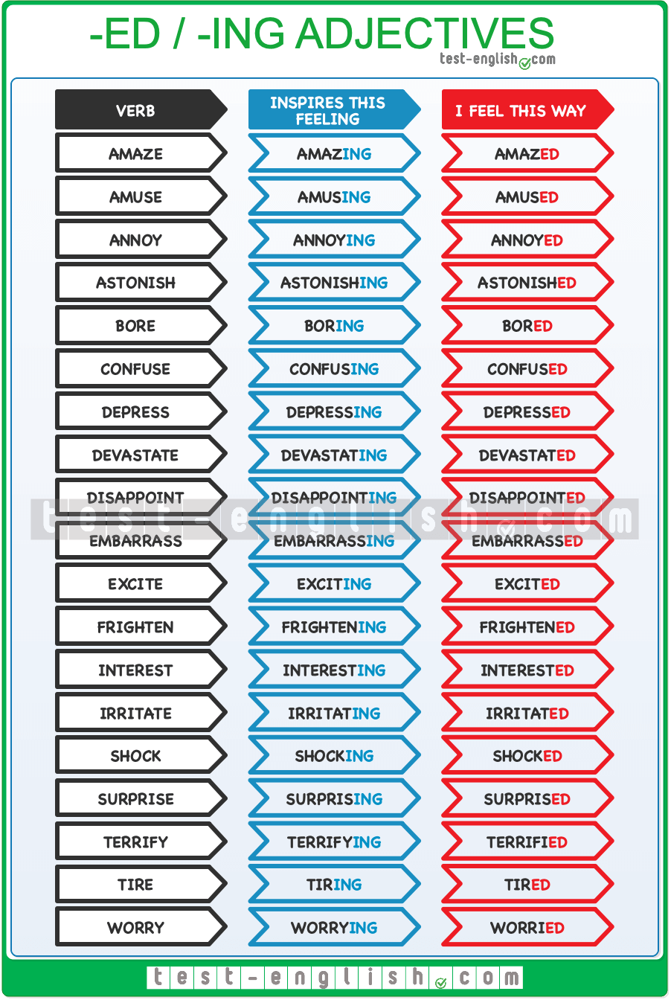 -ED / -ING ADJECTIVES
test-english.com
VERB
INSPIRES THIS
FEELING
I FEEL THIS WAY
AMAZE AMAZING AMAZED
AMUSE AMUSING AMUSED
ANNOY ANNOYING ANNOYED
ASTONISH ASTONISHING ASTONISHED
BORE BORING BORED
CONFUSE CONFUSING CONFUSED
DEPRESS DEPRESSING DEPRESSED
DEVASTATE DEVASTATING DEVASTATED
DISAPPOINT DISAPPOINTING DISAPPOINTED
test-english.com
EMBARRASS EMBARRASSING EMBARRASSED
EXCITE EXCITING EXCITED
FRIGHTEN FRIGHTENING FRIGHTENED
INTEREST INTERESTING INTERESTED
IRRITATE IRRITATING IRRITATED
SHOCK SHOCKING SHOCKED
SURPRISE SURPRISING SURPRISED
TERRIFY TERRIFYING TERRIFIED
TIRE TIRING TIRED
WORRY WORRYING WORRIED
test-english.com